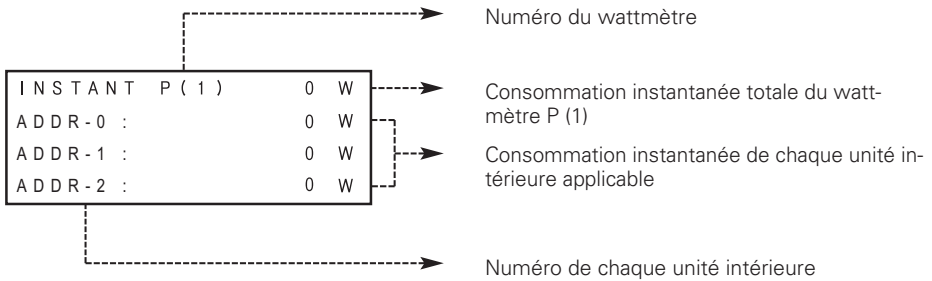 Numéro du wattmètre
INSTANT P(1) 0 W
ADDR-0 : 0 W
ADDR-1 : 0 W
ADDR-2 : 0 W
Consommation instantanée totale du watt-
mètre P (1)
Consommation instantanée de chaque unité in-
térieure applicable
Numéro de chaque unité intérieure